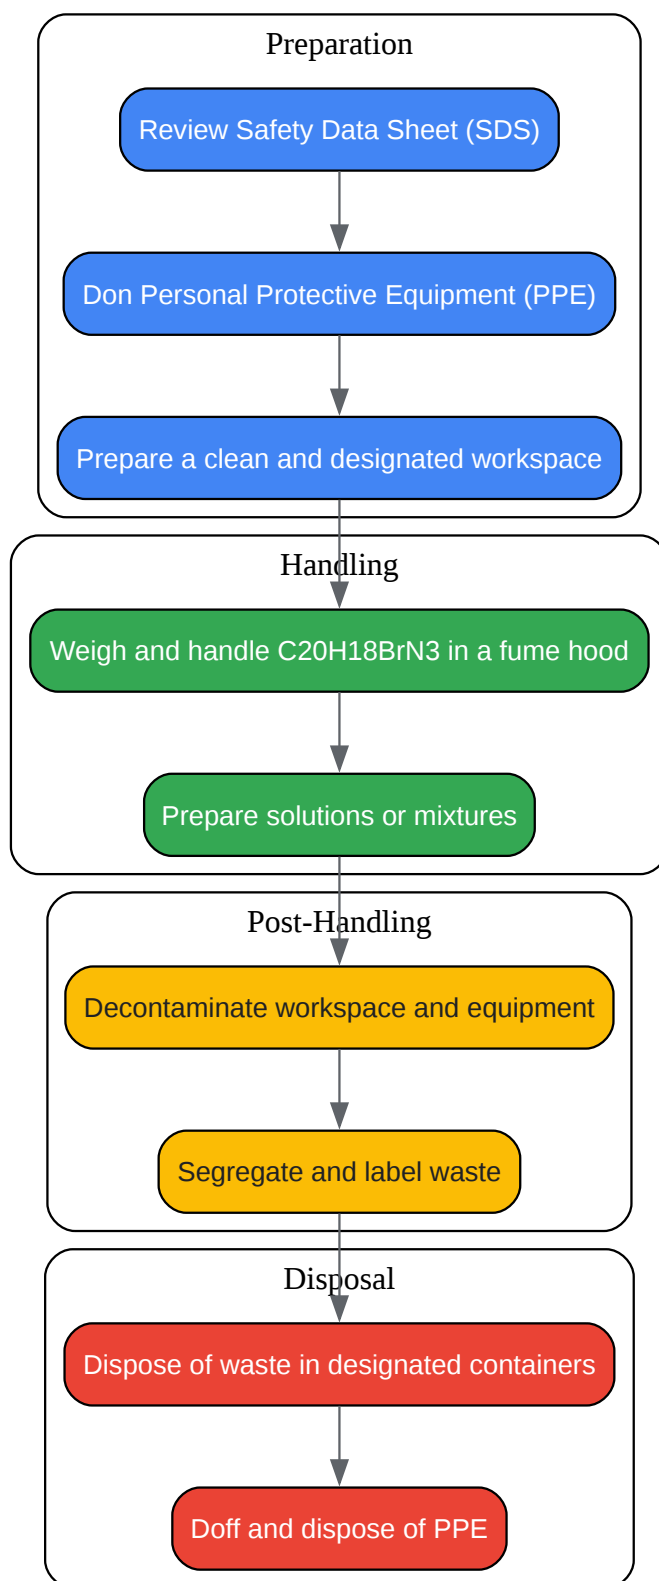 Preparation
Review Safety Data Sheet (SDS)
Don Personal Protective Equipment (PPE)
Prepare a clean and designated workspace
Handling
Weigh and handle C20H18BrN3 in a fume hood
Prepare solutions or mixtures
Post-Handling
Decontaminate workspace and equipment
Segregate and label waste
Disposal
Dispose of waste in designated containers
Doff and dispose of PPE